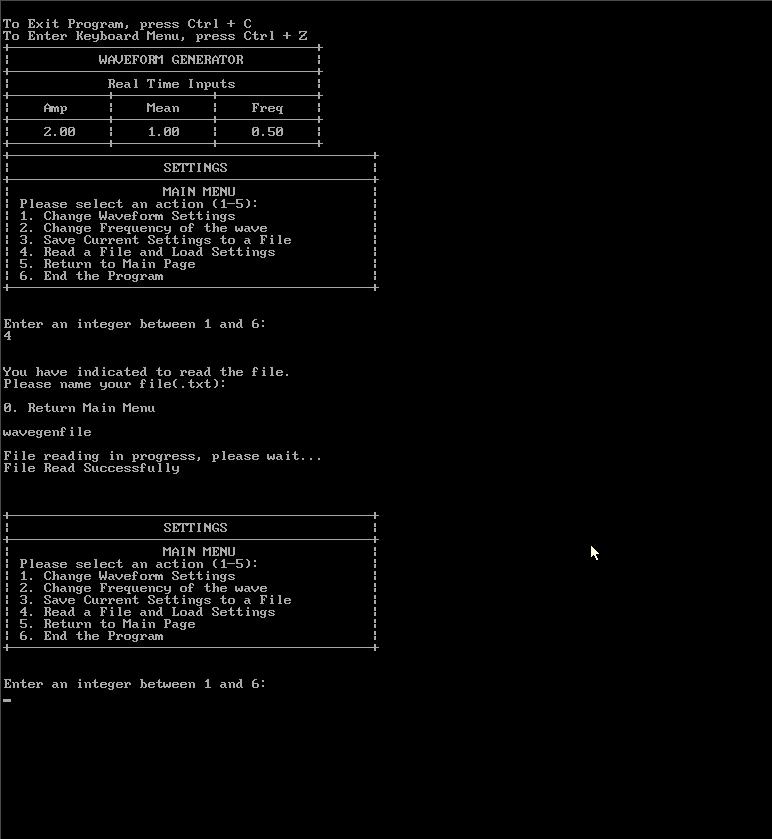 To Exit Program, press Ctrl + C
To Enter Keyboard Menu, press Ctrl + Z
WAVEFORM GENERATOR
Real Time Inputs
Amp Mean Freq
2.00 1.00 0.50
SETTINGS
MAIN MENU
Please select an action (1-5):
1. Change Waveform Settings
2. Change Frequency of the wave
3. Save Current Settings to a File
4. Read a File and Load Settings
5. Return to Main Page
6. End the Program
Enter an integer between 1 and 6:
4
You have indicated to read the file.
Please name your file(.txt):
0. Return Main Menu
wavegenfile
File reading in progress, please wait...
File Read Successfully
SETTINGS
MAIN MENU
Please select an action (1-5):
1. Change Waveform Settings
2. Change Frequency of the wave
3. Save Current Settings to a File
4. Read a File and Load Settings
5. Return to Main Page
6. End the Program
Enter an integer between 1 and 6: